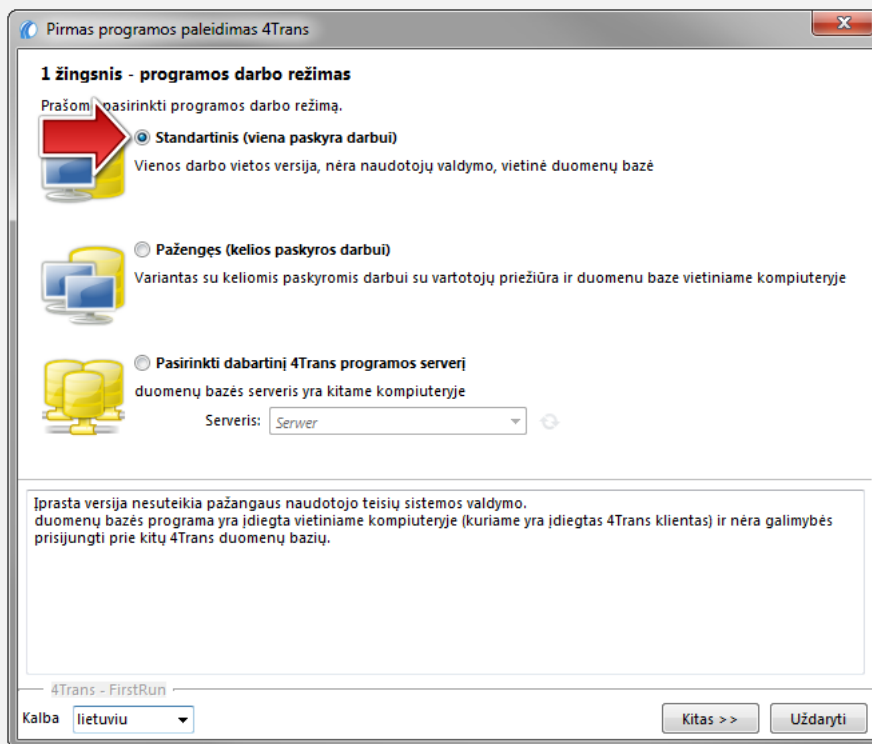 Pirmas programos paleidimas 4Trans
1 žingsnis - programos darbo režimas
Prašome pasirinkti programos darbo režimą.
Standartinis (viena paskyra darbui)
Vienos darbo vietos versija, nėra naudotojų valdymo, vietinė duomenų bazė
Pažengęs (kelios paskyros darbui)
Variantas su keliomis paskyromis darbui su vartotojų priežiūra ir duomenu baze vietiniame kompiuteryje
Pasirinkti dabartinį 4Trans programos serverį
duomenų bazės serveris yra kitame kompiuteryje
Serveris: Serwer
Įprasta versija nesuteikia pažangaus naudotojo teisių sistemos valdymo.
duomenų bazės programa yra įdiegta vietiniame kompiuteryje (kuriame yra įdiegtas 4Trans klientas) ir nėra galimybės
prisijungti prie kitų 4Trans duomenų bazių.
4Trans - FirstRun
Kalba lietuviu Kitas >> Uždaryti